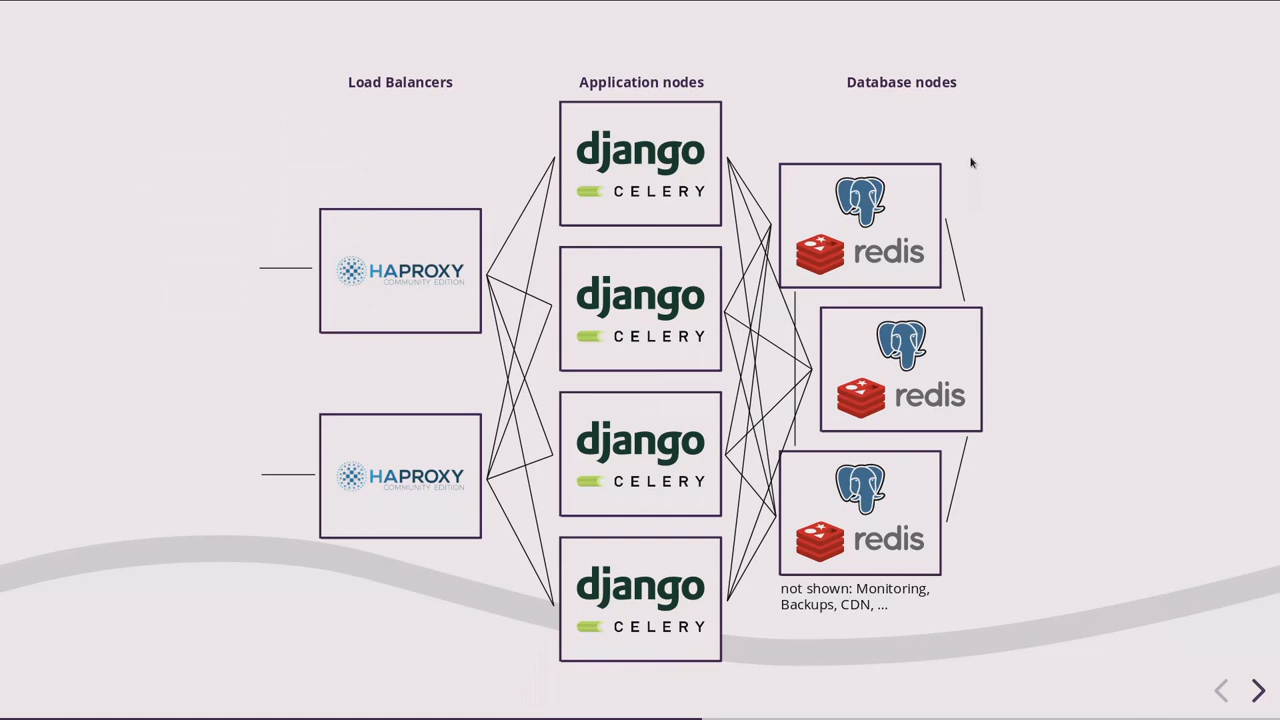 Load Balancers
Application nodes
Database nodes
HAPROXY
COMMUNITY EDITION
HAPROXY
COMMUNITY EDITION
django
CELERY
django
CELERY
django
CELERY
django
CELERY
redis
redis
redis
not shown: Monitoring,
Backups, CDN, ...